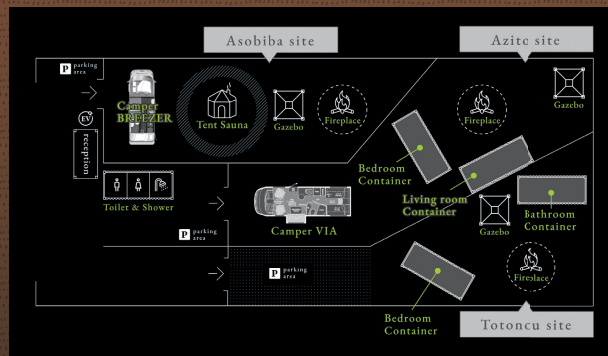 Asobiba site
Azitc site
P parking
area
Camper
BREEZER
Tent Sauna
Gazebo
Fireplace
Fireplace
Gazebo
EV
reception
Bedroom
Container
Living room
Container
Bathroom
Container
Toilet & Shower
Camper VIA
Gazebo
P parking
area
P parking
area
Fireplace
Bedroom
Container
Totoncu site